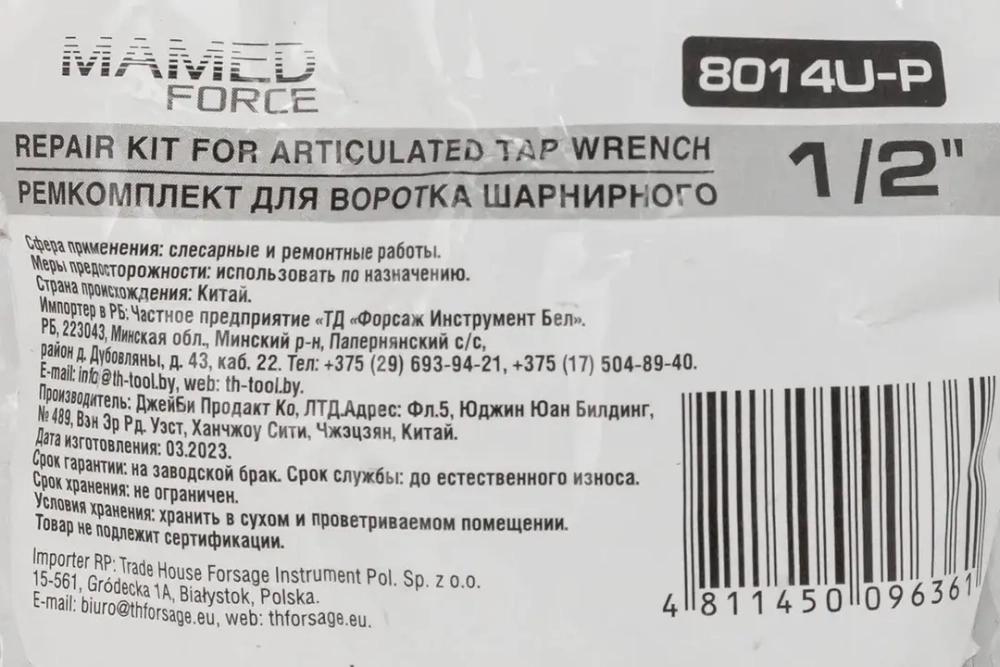 MAMED
FORCE
8014U-P
REPAIR KIT FOR ARTICULATED TAP WRENCH
РЕМКОМПЛЕКТ ДЛЯ ВОРОТКА ШАРНИРНОГО
1/2"
Сфера применения: слесарные и ремонтные работы.
Меры предосторожности: использовать по назначению.
Страна происхождения: Китай.
Импортер в РБ: Частное предприятие «ТД «Форсаж Инструмент Бел».
РБ, 223043, Минская обл., Минский р-н, Папернянский с/с,
район д. Дубовляны, д. 43, каб. 22. Тел: +375 (29) 693-94-21, +375 (17) 504-89-40.
E-mail: info@th-tool.by, web: th-tool.by.
Производитель: ДжейБи Продакт Ко, ЛТД.Адрес: Фл.5, Юджин Юан Билдинг,
№ 489, Вэн Эр Рд. Уэст, Ханчжоу Сити, Чжэцзян, Китай.
Дата изготовления: 03.2023.
Срок гарантии: на заводской брак. Срок службы: до естественного износа.
Срок хранения: не ограничен.
Условия хранения: хранить в сухом и проветриваемом помещении.
Товар не подлежит сертификации.
Importer RP: Trade House Forsage Instrument Pol. Sp. z o.o.
15-561, Gródecka 1A, Białystok, Polska.
E-mail: biuro@thforsage.eu, web: thforsage.eu.
4 811450 096361